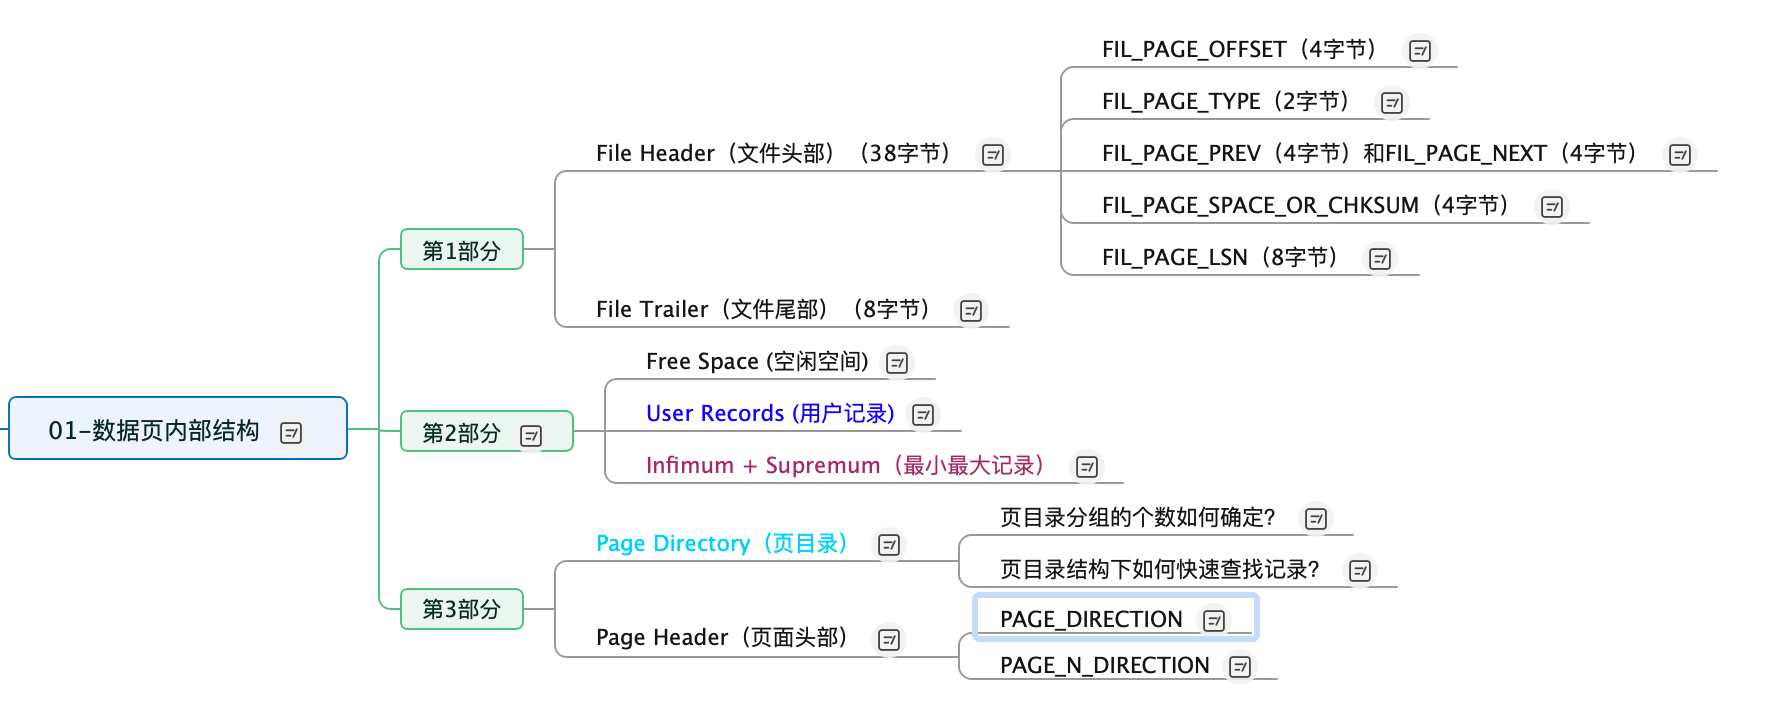 01-数据页内部结构
第1部分
File Header（文件头部）（38字节）
FIL_PAGE_OFFSET（4字节）
FIL_PAGE_TYPE（2字节）
FIL_PAGE_PREV（4字节）和FIL_PAGE_NEXT（4字节）
FIL_PAGE_SPACE_OR_CHKSUM（4字节）
FIL_PAGE_LSN（8字节）
File Trailer（文件尾部）（8字节）
第2部分
Free Space (空闲空间)
User Records (用户记录)
Infimum + Supremum（最小最大记录）
第3部分
Page Directory（页目录）
页目录分组的个数如何确定?
页目录结构下如何快速查找记录?
Page Header（页面头部）
PAGE_DIRECTION
PAGE_N_DIRECTION